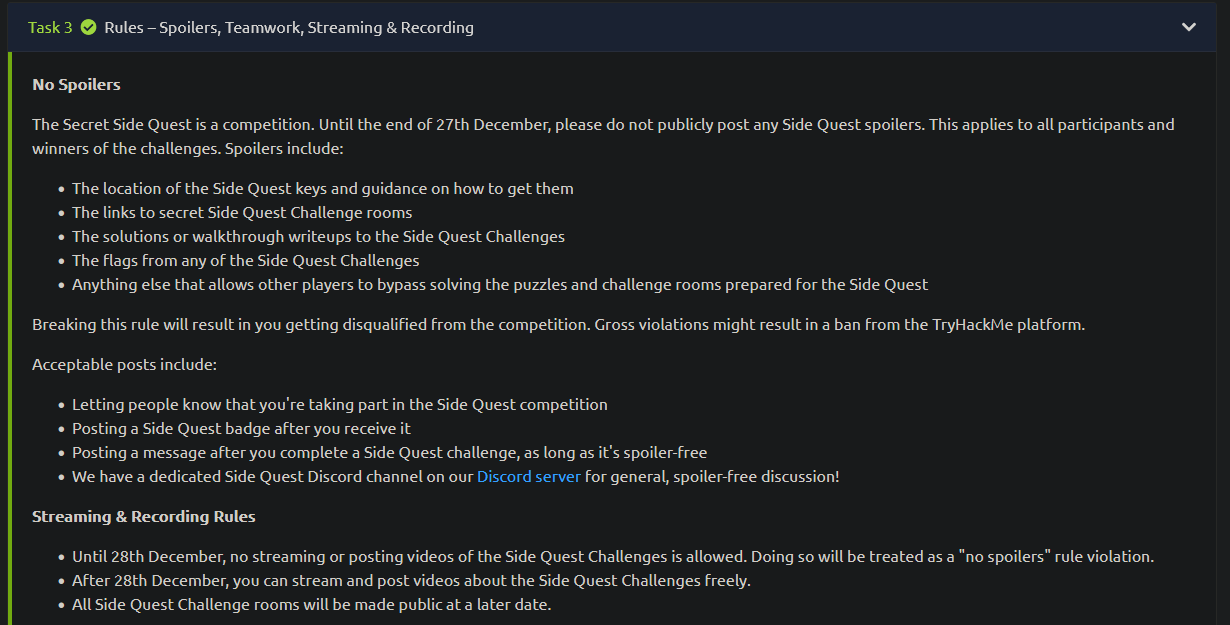 Task 3 Rules – Spoilers, Teamwork, Streaming & Recording
No Spoilers
The Secret Side Quest is a competition. Until the end of 27th December, please do not publicly post any Side Quest spoilers. This applies to all participants and
winners of the challenges. Spoilers include:
• The location of the Side Quest keys and guidance on how to get them
• The links to secret Side Quest Challenge rooms
• The solutions or walkthrough writeups to the Side Quest Challenges
• The flags from any of the Side Quest Challenges
• Anything else that allows other players to bypass solving the puzzles and challenge rooms prepared for the Side Quest
Breaking this rule will result in you getting disqualified from the competition. Gross violations might result in a ban from the TryHackMe platform.
Acceptable posts include:
• Letting people know that you're taking part in the Side Quest competition
• Posting a Side Quest badge after you receive it
• Posting a message after you complete a Side Quest challenge, as long as it's spoiler-free
• We have a dedicated Side Quest Discord channel on our Discord server for general, spoiler-free discussion!
Streaming & Recording Rules
• Until 28th December, no streaming or posting videos of the Side Quest Challenges is allowed. Doing so will be treated as a "no spoilers" rule violation.
• After 28th December, you can stream and post videos about the Side Quest Challenges freely.
• All Side Quest Challenge rooms will be made public at a later date.